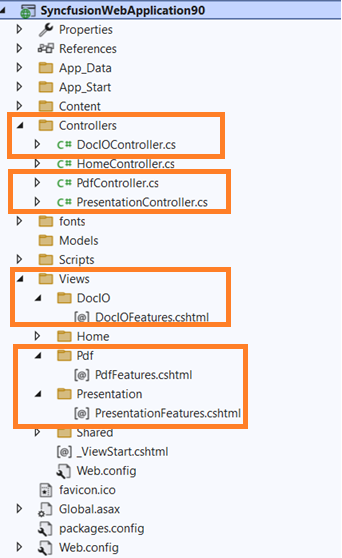 SyncfusionWebApplication90
Properties
References
App_Data
App_Start
Content
Controllers
C# DocIOController.cs
C# HomeController.cs
C# PdfController.cs
C# PresentationController.cs
fonts
Models
Scripts
Views
DocIO
[@] DocIOFeatures.cshtml
Home
Pdf
[@] PdfFeatures.cshtml
Presentation
[@] PresentationFeatures.cshtml
Shared
[@] _ViewStart.cshtml
Web.config
favicon.ico
Global.asax
packages.config
Web.config